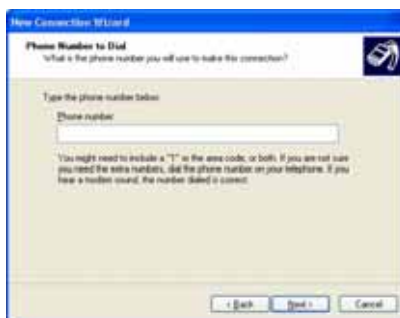 New Connection Wizard
Phone Number to Dial
What is the phone number you will use to make this connection?
Type the phone number below.
Phone number:
You might need to include a "1" or the area code, or both. If you are not sure
you need the extra numbers, dial the phone number on your telephone. If you
hear a modem sound, the number dialed is correct.
< Back
Next >
Cancel